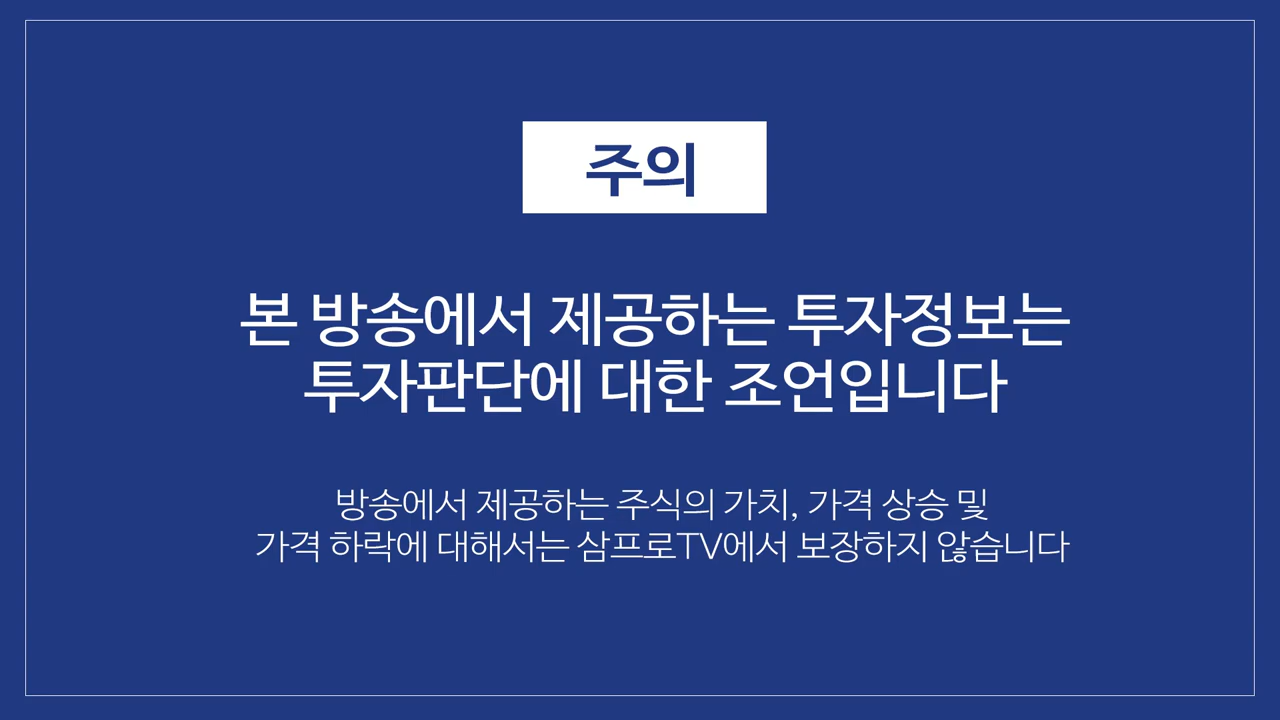 주의
본 방송에서 제공하는 투자정보는
투자판단에 대한 조언입니다
방송에서 제공하는 주식의 가치, 가격 상승 및
가격 하락에 대해서는 삼프로TV에서 보장하지 않습니다